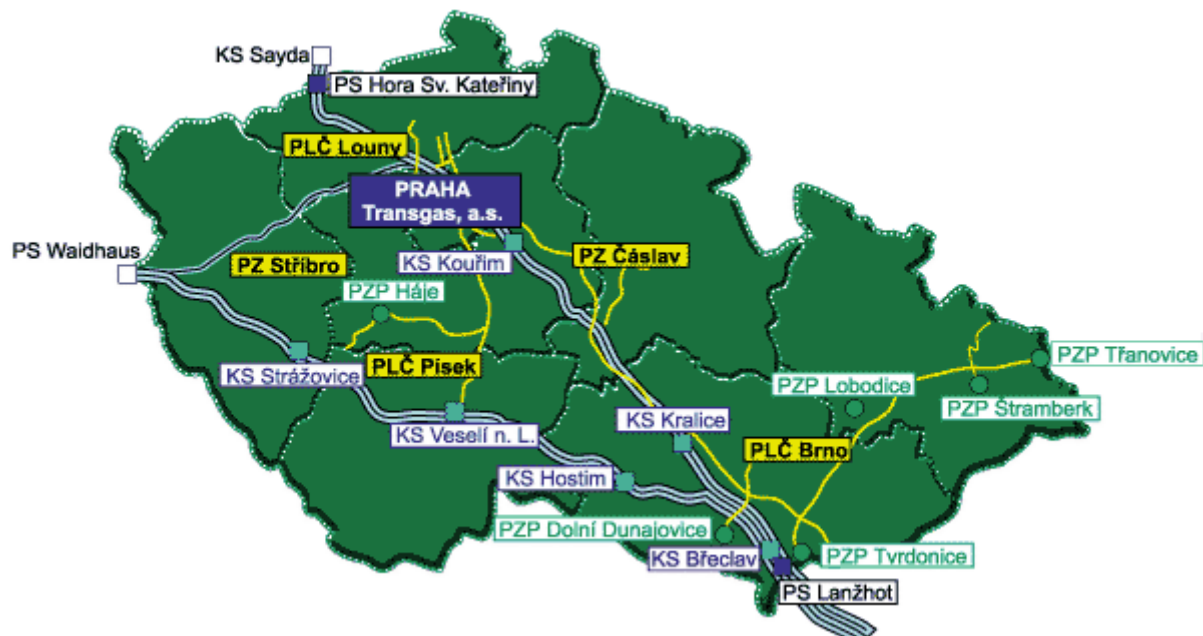 KS Sayda
PS Hora Sv. Kateřiny
PLČ Louny
PRAHA
Transgas, a.s.
PS Waidhaus
PZ Stříbro
KS Kouřim
PZ Čáslav
PZP Háje
KS Strážovice
PLČ Písek
PZP Třanovice
PZP Lobodice
PZP Štramberk
KS Veselí n. L.
KS Kralice
PLČ Brno
KS Hostim
PZP Dolní Dunajovice
KS Břeclav
PZP Tvrdonice
PS Lanžhot